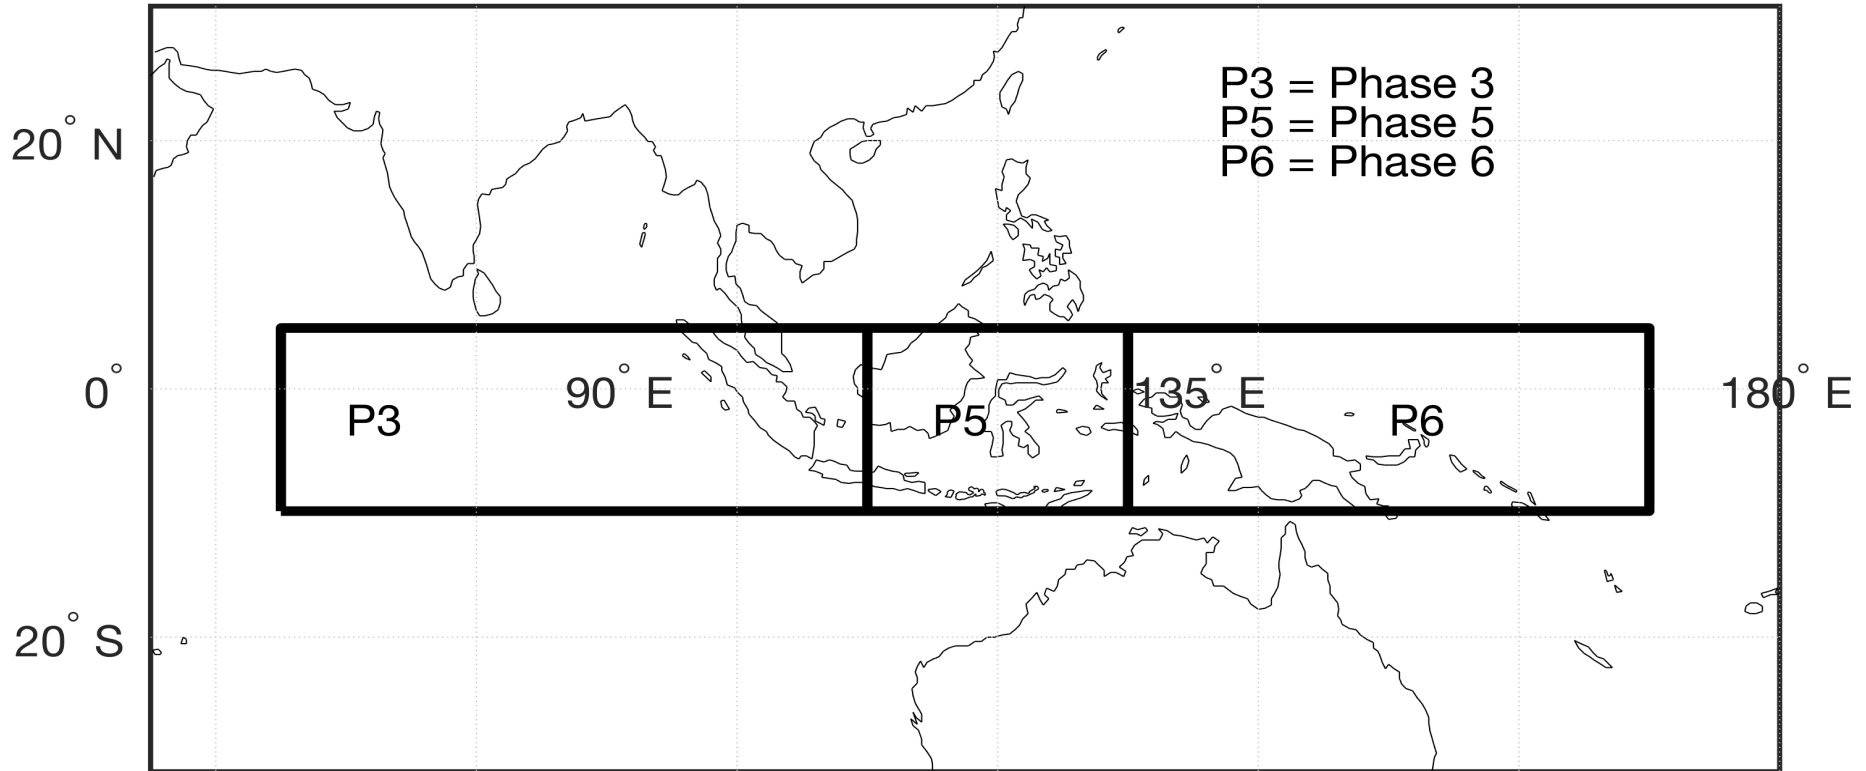 P3 = Phase 3
P5 = Phase 5
P6 = Phase 6
20° N
0°
90° E
135° E
180° E
P3
P5
P6
20° S